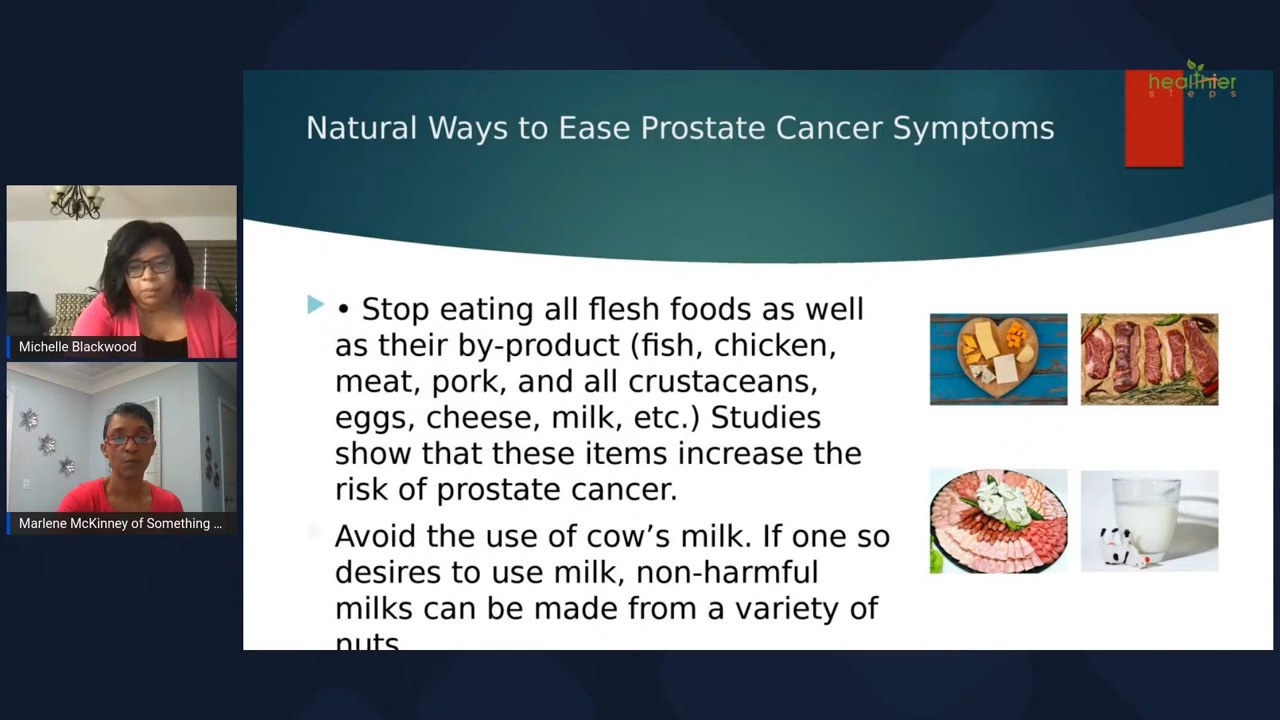 healthier
steps
Natural Ways to Ease Prostate Cancer Symptoms
Michelle Blackwood
Marlene McKinney of Something ...
• Stop eating all flesh foods as well
as their by-product (fish, chicken,
meat, pork, and all crustaceans,
eggs, cheese, milk, etc.) Studies
show that these items increase the
risk of prostate cancer.
Avoid the use of cow’s milk. If one so
desires to use milk, non-harmful
milks can be made from a variety of
nuts